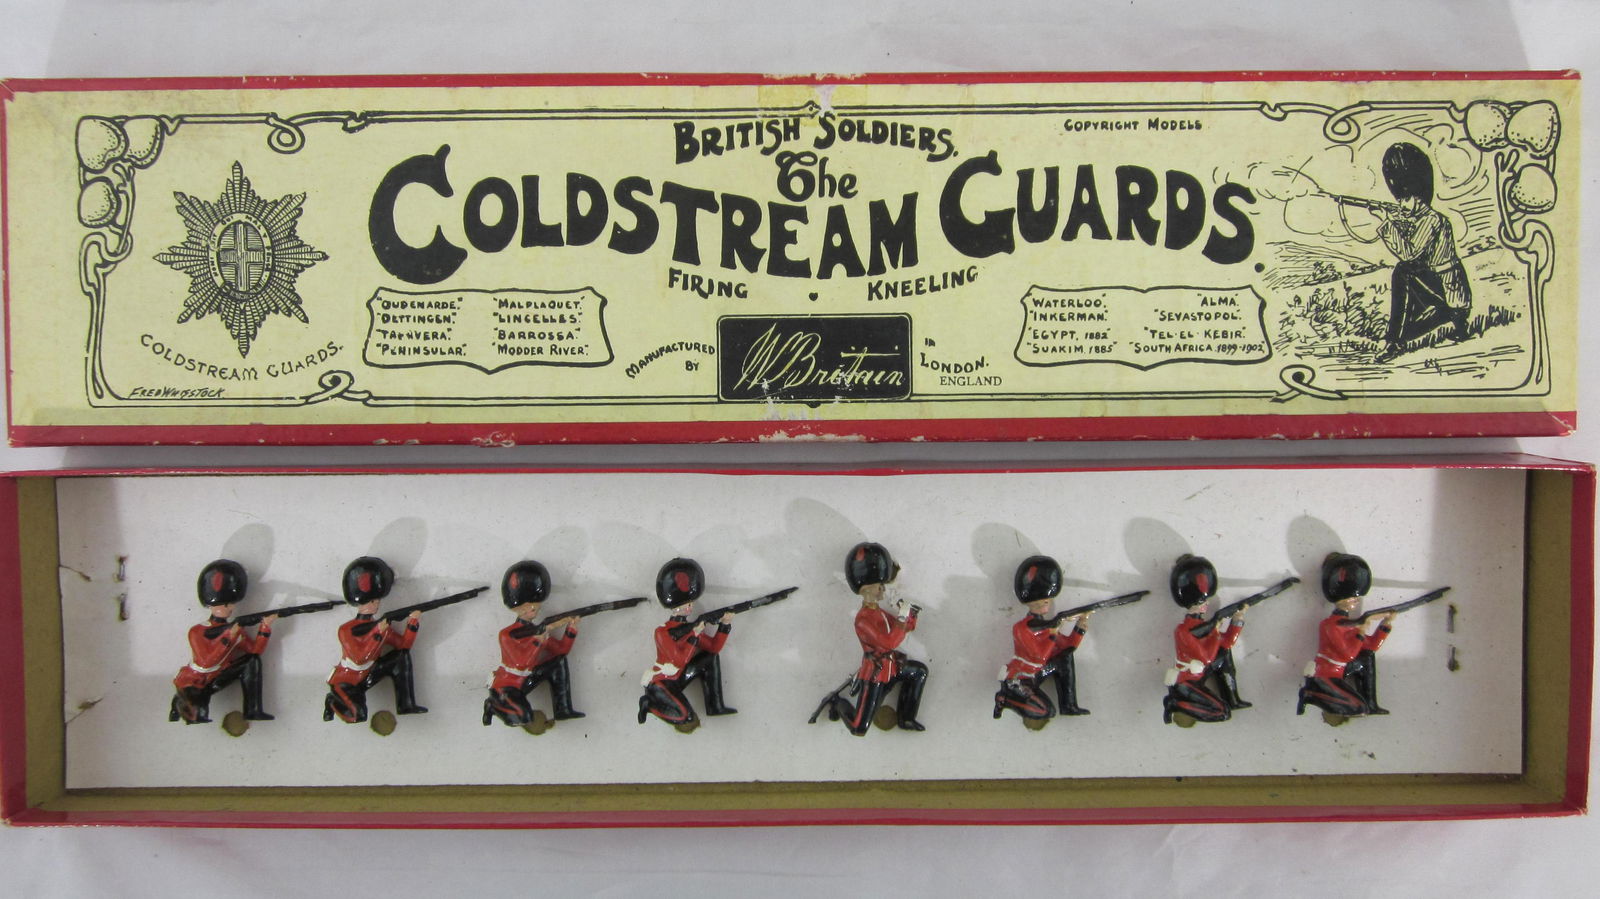 BRITISH SOLDIERS.
COPYRIGHT MODELS
The
COLDSTREAM GUARDS.
FIRING • KNEELING
COLDSTREAM GUARDS.
FRED WHISSTOCK
"OUDENARDE." "MALPLAQUET."
"DETTINGEN." "LINCELLES."
"TALAVERA." "BARROSSA."
"PENINSULAR." "MODDER RIVER."
MANUFACTURED
BY
W Britain
IN
LONDON.
ENGLAND
"WATERLOO." "ALMA."
"INKERMAN." "SEVASTOPOL."
"EGYPT, 1882" "TEL-EL-KEBIR."
"SUAKIM, 1885" "SOUTH AFRICA, 1899-1902"